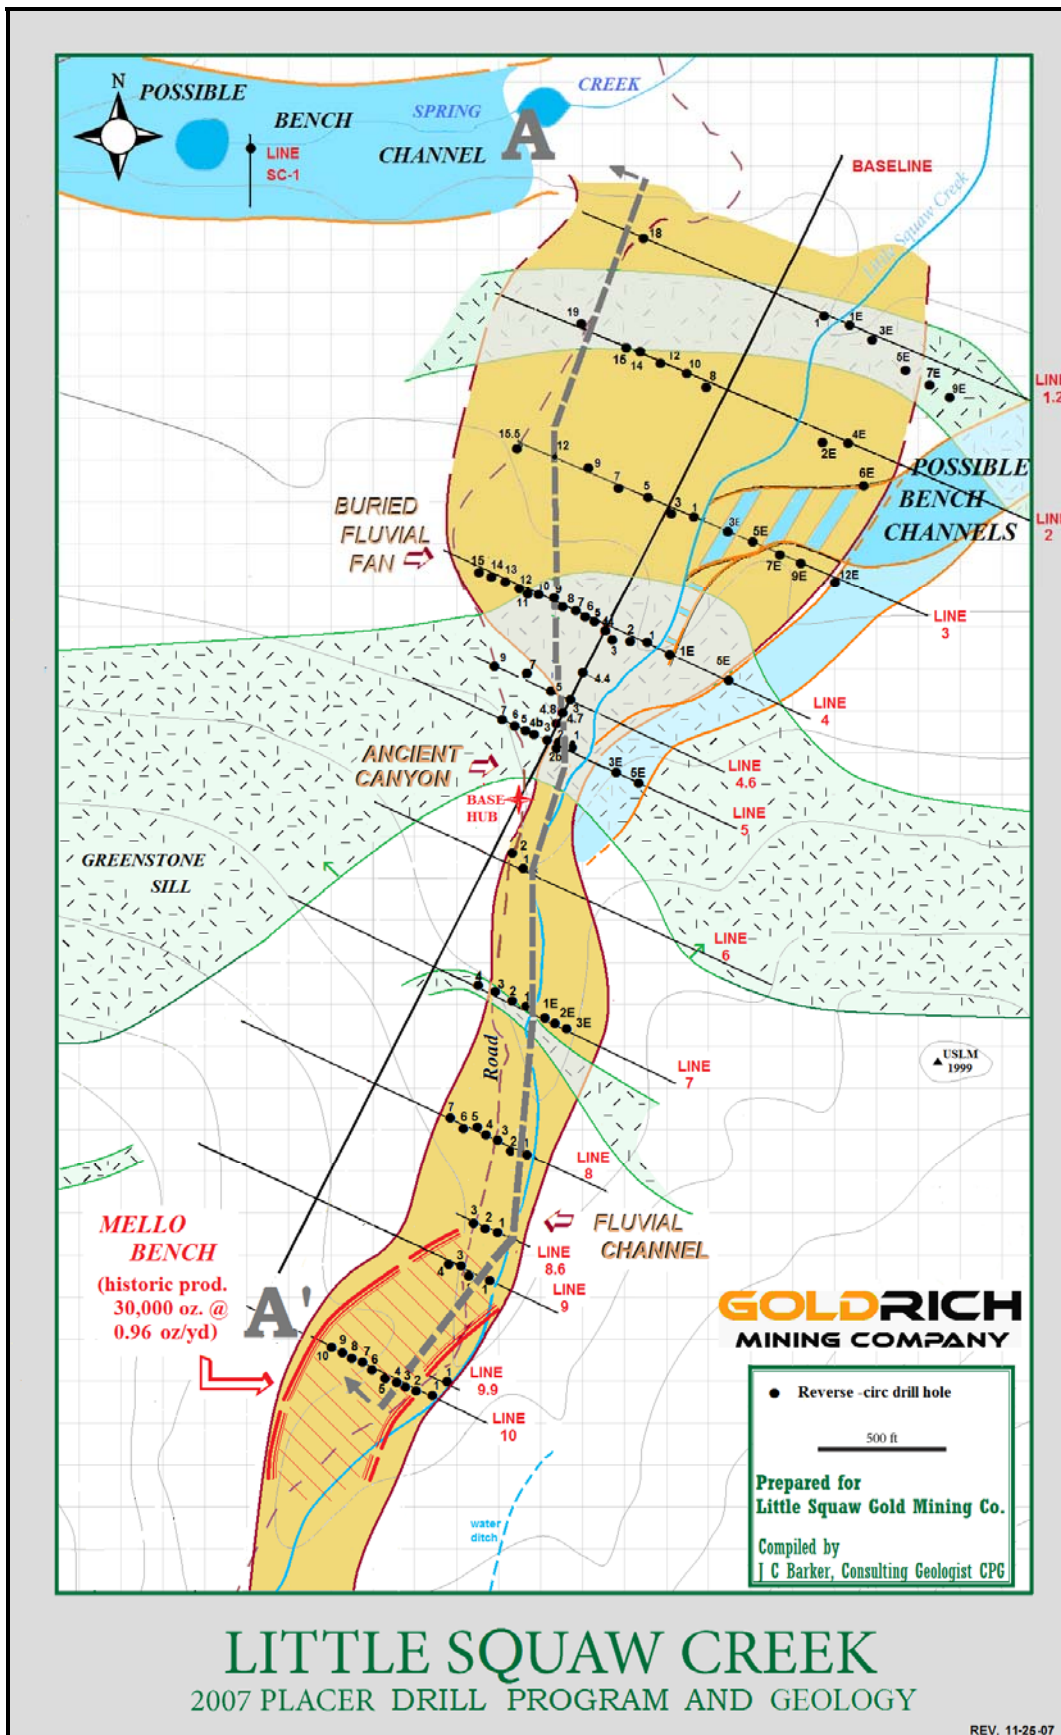 N
POSSIBLE
BENCH
CHANNEL
SPRING
CREEK
A
LINE
SC-1
BASELINE
Little Squaw Creek
18
1
1E
3E
5E
7E
9E
LINE
1.2
19
15
14
12
10
8
2E
4E
6E
POSSIBLE
BENCH
CHANNELS
LINE
2
15.5
12
9
7
5
3
1
3E
5E
7E
9E
12E
LINE
3
BURIED
FLUVIAL
FAN
15
14
13
12
11
10
9
8
7
6
5
4
3
2
1
1E
5E
LINE
4
9
7
5
4.4
3
4.8
4.7
LINE
4.6
7
6
5
4b
3
2b
1
3E
5E
LINE
5
ANCIENT
CANYON
BASE
HUB
GREENSTONE
SILL
2
1
LINE
6
4
3
2
1
1E
2E
3E
LINE
7
USLM
1999
Road
7
6
5
4
3
2
1
LINE
8
3
2
1
LINE
8.6
FLUVIAL
CHANNEL
MELLO
BENCH
(historic prod.
30,000 oz. @
0.96 oz/yd)
4
3
1
LINE
9
A'
1
LINE
9.9
10
9
8
7
6
5
4
3
2
1
LINE
10
water
ditch
GOLDRICH
MINING COMPANY
Reverse -circ drill hole
500 ft
Prepared for
Little Squaw Gold Mining Co.
Compiled by
J C Barker, Consulting Geologist CPG
LITTLE SQUAW CREEK
2007 PLACER DRILL PROGRAM AND GEOLOGY
REV. 11-25-07